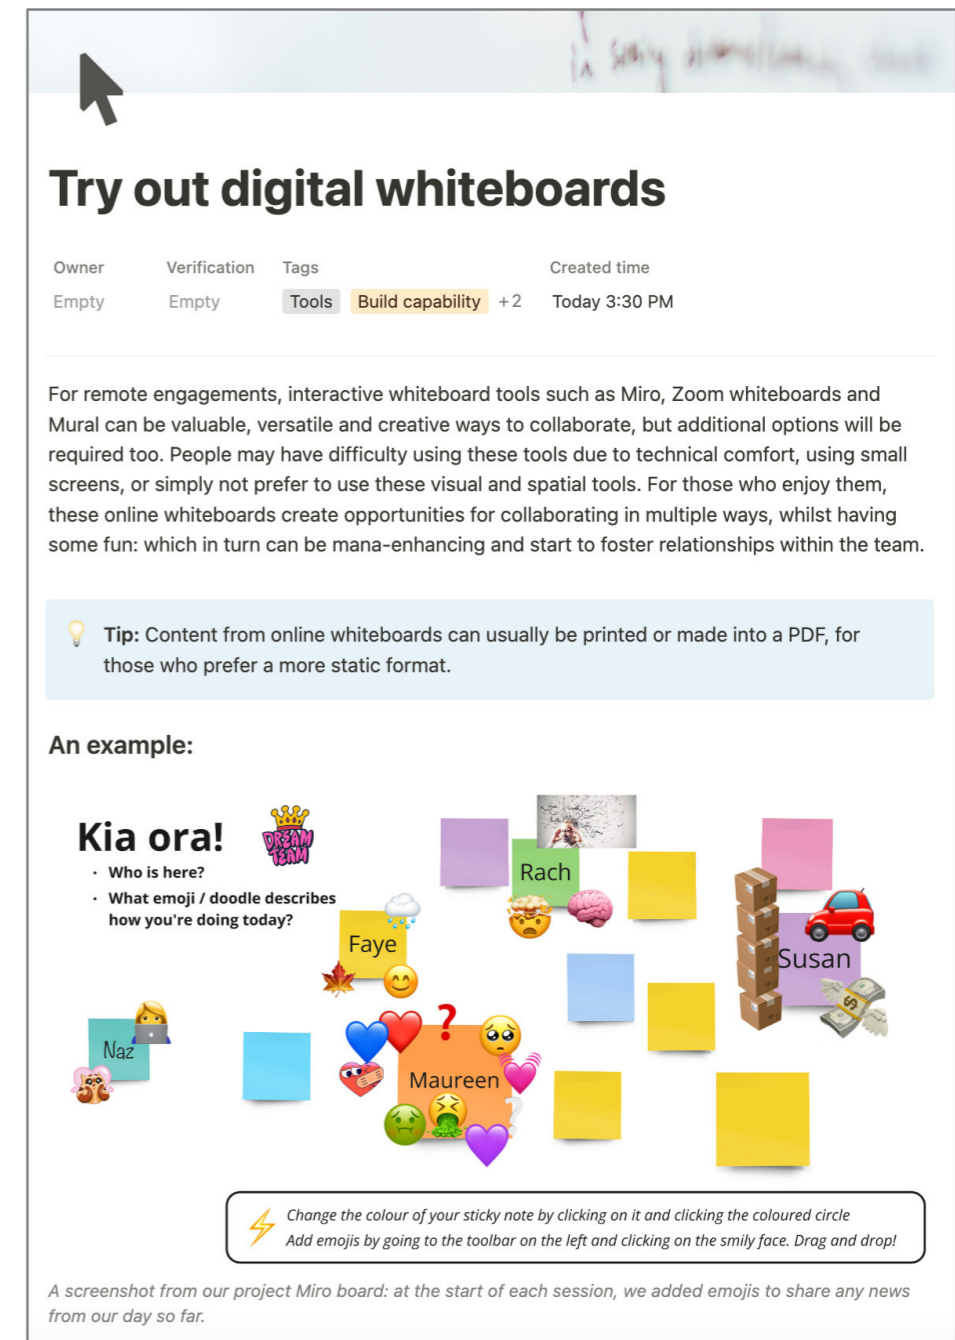 in
Try out digital whiteboards
Owner Verification Tags Created time
Empty Empty Tools Build capability +2 Today 3:30 PM
For remote engagements, interactive whiteboard tools such as Miro, Zoom whiteboards and
Mural can be valuable, versatile and creative ways to collaborate, but additional options will be
required too. People may have difficulty using these tools due to technical comfort, using small
screens, or simply not prefer to use these visual and spatial tools. For those who enjoy them,
these online whiteboards create opportunities for collaborating in multiple ways, whilst having
some fun: which in turn can be mana-enhancing and start to foster relationships within the team.
Tip: Content from online whiteboards can usually be printed or made into a PDF, for
those who prefer a more static format.
An example:
Kia ora!
DREAM
TEAM
· Who is here?
· What emoji / doodle describes
how you're doing today?
Rach
Faye
Susan
Naz
Maureen
Change the colour of your sticky note by clicking on it and clicking the coloured circle
Add emojis by going to the toolbar on the left and clicking on the smily face. Drag and drop!
A screenshot from our project Miro board: at the start of each session, we added emojis to share any news
from our day so far.